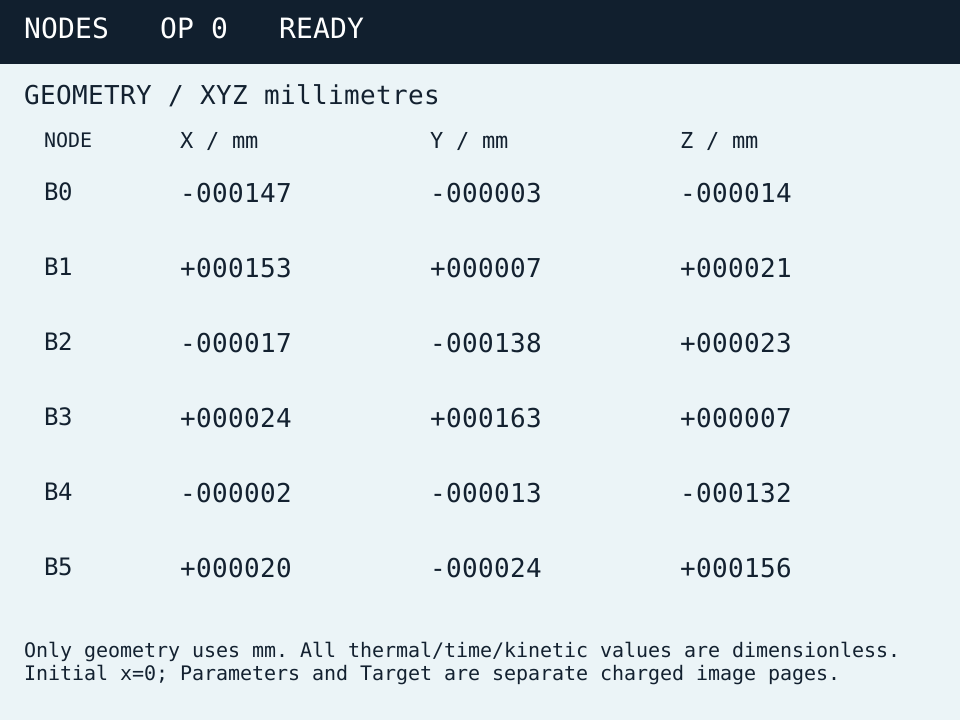 NODES OP 0 READY
GEOMETRY / XYZ millimetres
NODE X / mm Y / mm Z / mm
B0 -000147 -000003 -000014
B1 +000153 +000007 +000021
B2 -000017 -000138 +000023
B3 +000024 +000163 +000007
B4 -000002 -000013 -000132
B5 +000020 -000024 +000156
Only geometry uses mm. All thermal/time/kinetic values are dimensionless.
Initial x=0; Parameters and Target are separate charged image pages.